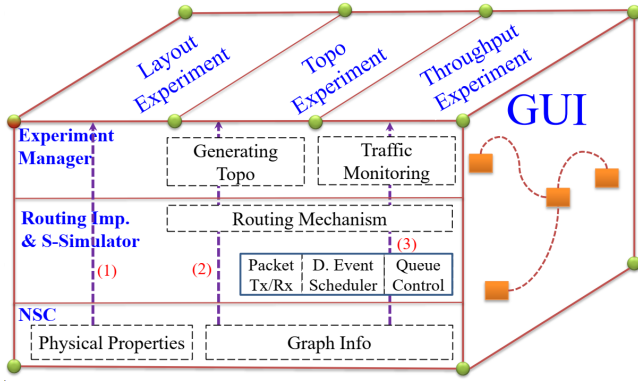 Layout
Experiment
Topo
Experiment
Throughput
Experiment
GUI
Experiment
Manager
Generating
Topo
Traffic
Monitoring
Routing Imp.
& S-Simulator
Routing Mechanism
(1)
(2)
(3)
Packet
Tx/Rx
D. Event
Scheduler
Queue
Control
NSC
Physical Properties
Graph Info